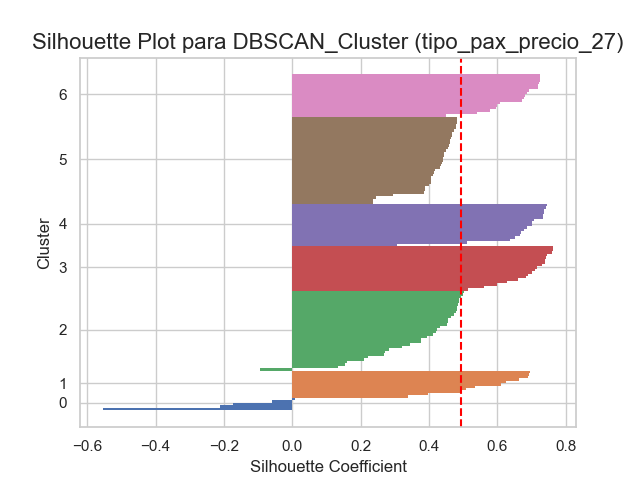 Silhouette Plot para DBSCAN_Cluster (tipo_pax_precio_27)
6
5
4
3
2
1
0
Cluster
−0.6 −0.4 −0.2 0.0 0.2 0.4 0.6 0.8
Silhouette Coefficient